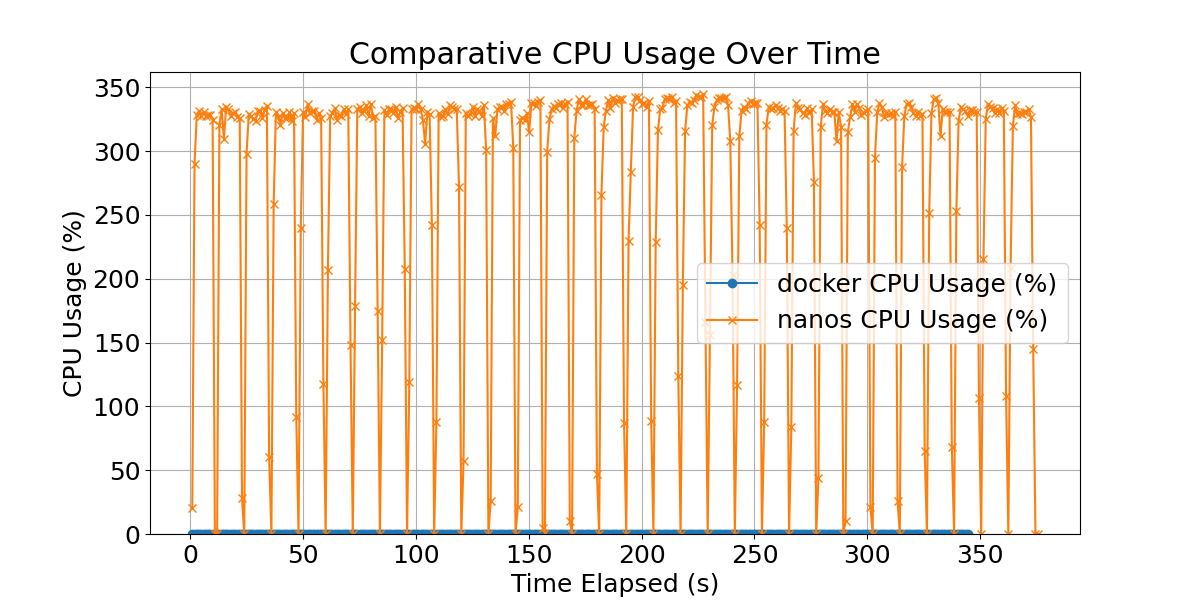 Comparative CPU Usage Over Time
350
300
250
200
150
100
50
0
CPU Usage (%)
docker CPU Usage (%)
nanos CPU Usage (%)
0 50 100 150 200 250 300 350
Time Elapsed (s)